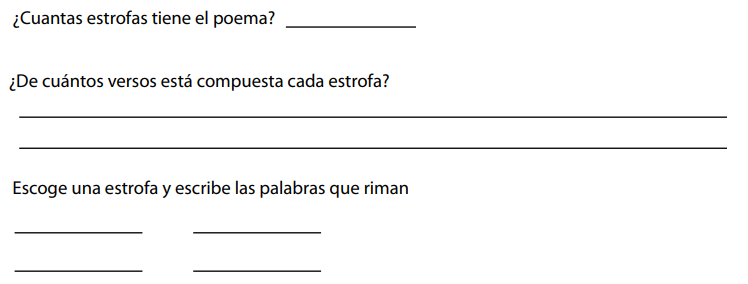 ¿Cuantas estrofas tiene el poema?
¿De cuántos versos está compuesta cada estrofa?
Escoge una estrofa y escribe las palabras que riman